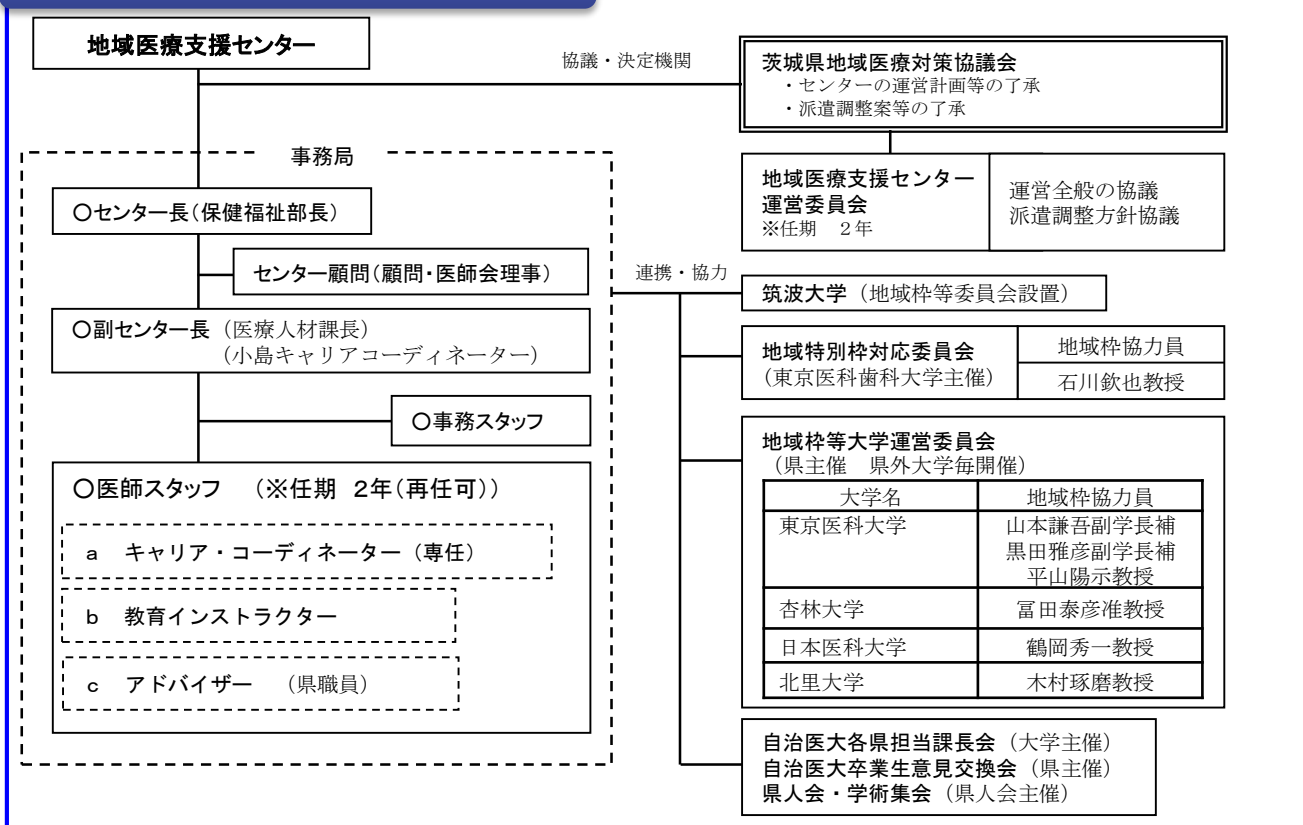 地域医療支援センター
協議・決定機関
茨城県地域医療対策協議会
・センターの運営計画等の了承
・派遣調整案等の了承
事務局
地域医療支援センター
運営委員会
※任期　２年
運営全般の協議
派遣調整方針協議
〇センター長（保健福祉部長）
センター顧問（顧問・医師会理事）
〇副センター長（医療人材課長）
（小島キャリアコーディネーター）
〇事務スタッフ
〇医師スタッフ　（※任期　2年（再任可））
a　キャリア・コーディネーター（専任）
b　教育インストラクター
c　アドバイザー　（県職員）
連携・協力
筑波大学（地域枠等委員会設置）
地域特別枠対応委員会
（東京医科歯科大学主催）
地域枠協力員
石川欽也教授
地域枠等大学運営委員会
（県主催　県外大学毎開催）
大学名　地域枠協力員
東京医科大学　山本謙吾副学長補
黒田雅彦副学長補
平山陽示教授
杏林大学　冨田泰彦准教授
日本医科大学　鶴岡秀一教授
北里大学　木村琢磨教授
自治医大各県担当課長会（大学主催）
自治医大卒業生意見交換会（県主催）
県人会・学術集会（県人会主催）